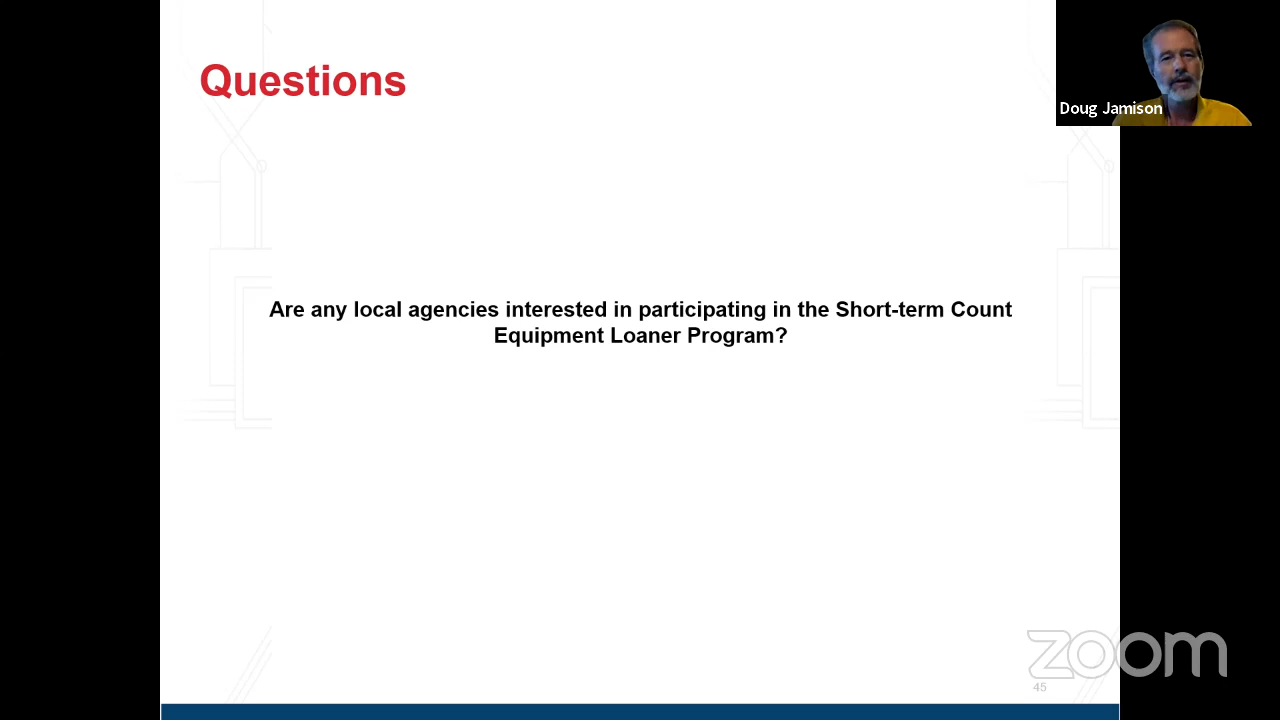 Questions
Doug Jamison
Are any local agencies interested in participating in the Short-term Count
Equipment Loaner Program?
zoom
45